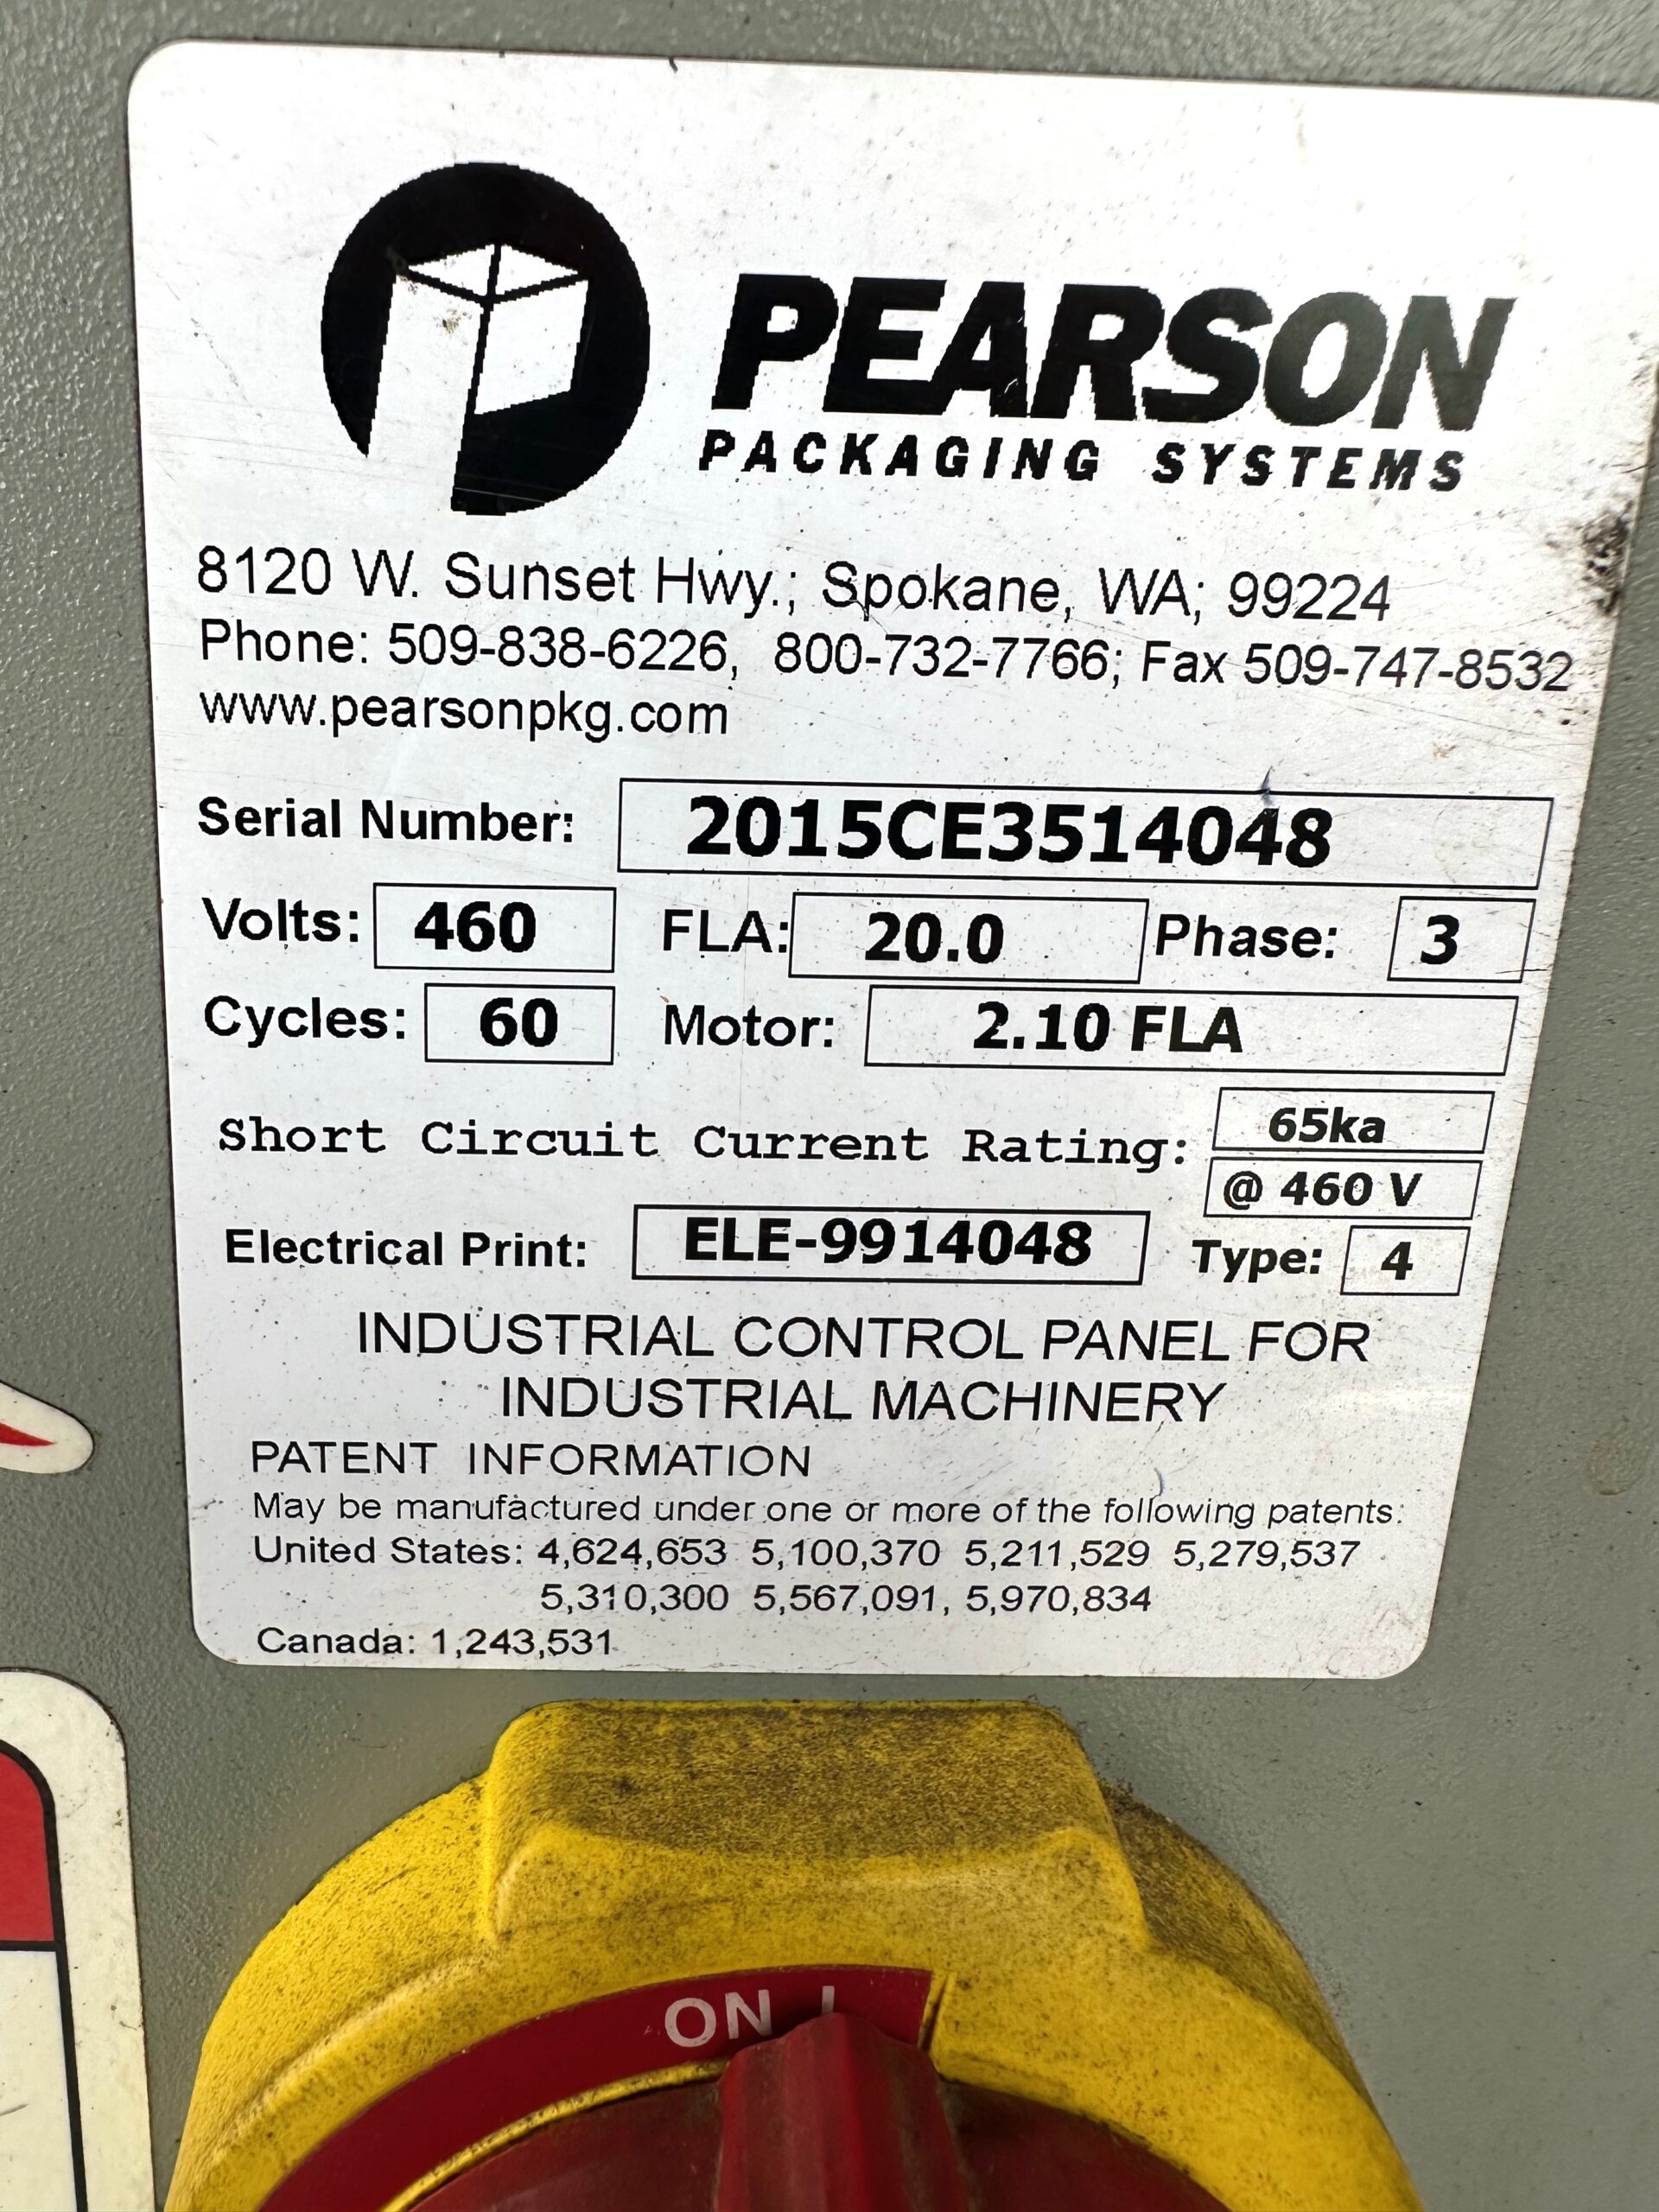 PEARSON
PACKAGING SYSTEMS
8120 W. Sunset Hwy.; Spokane, WA; 99224
Phone: 509-838-6226, 800-732-7766; Fax 509-747-8532
www.pearsonpkg.com
Serial Number: 2015CE3514048
Volts: 460 FLA: 20.0 Phase: 3
Cycles: 60 Motor: 2.10 FLA
Short Circuit Current Rating: 65ka
@ 460 V
Electrical Print: ELE-9914048 Type: 4
INDUSTRIAL CONTROL PANEL FOR
INDUSTRIAL MACHINERY
PATENT INFORMATION
May be manufactured under one or more of the following patents:
United States: 4,624,653 5,100,370 5,211,529 5,279,537
5,310,300 5,567,091, 5,970,834
Canada: 1,243,531
ON I